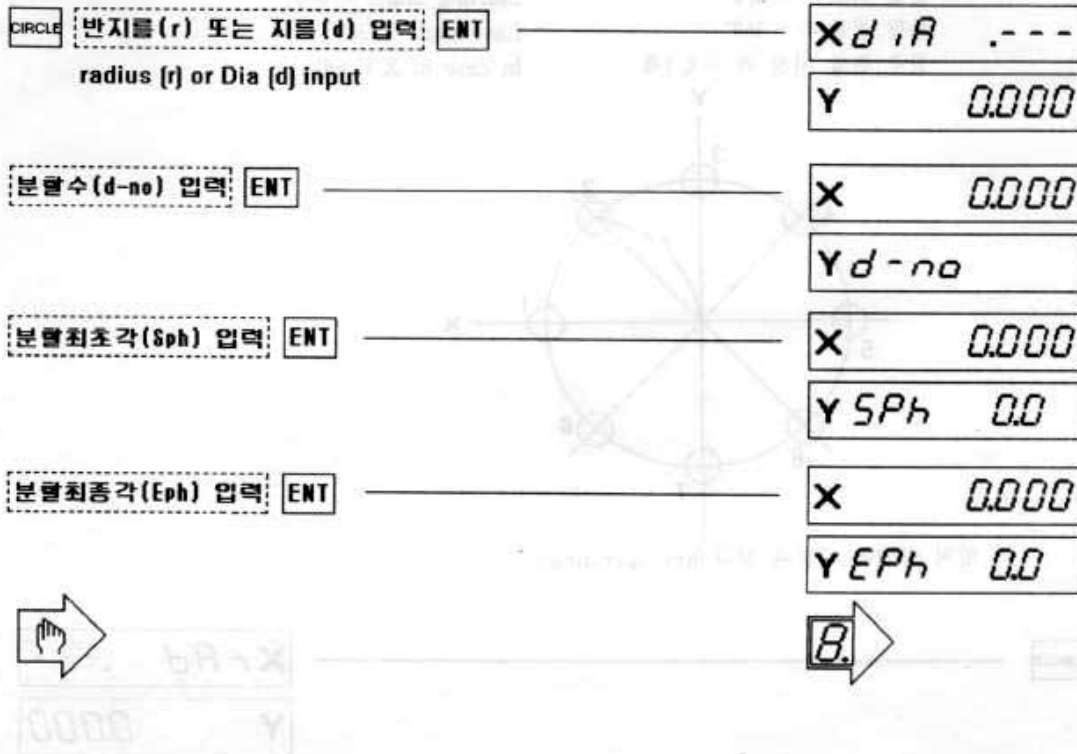 CIRCLE 반지름(r) 또는 지름(d) 입력 ENT
radius (r) or Dia (d) input
X diA .---
Y 0.000
분할수(d-no) 입력 ENT
X 0.000
Y d-no
분할최초각(Sph) 입력 ENT
X 0.000
Y SPh 0.0
분할최종각(Eph) 입력 ENT
X 0.000
Y EPh 0.0
8.